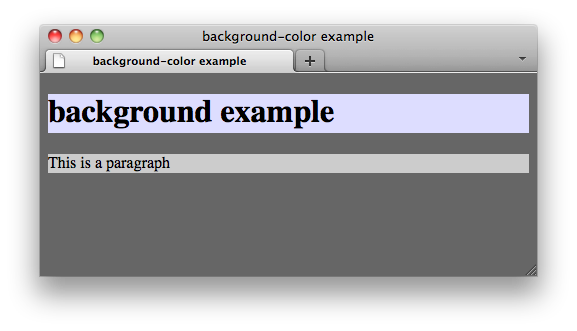 background-color example
background-color example
background example
This is a paragraph